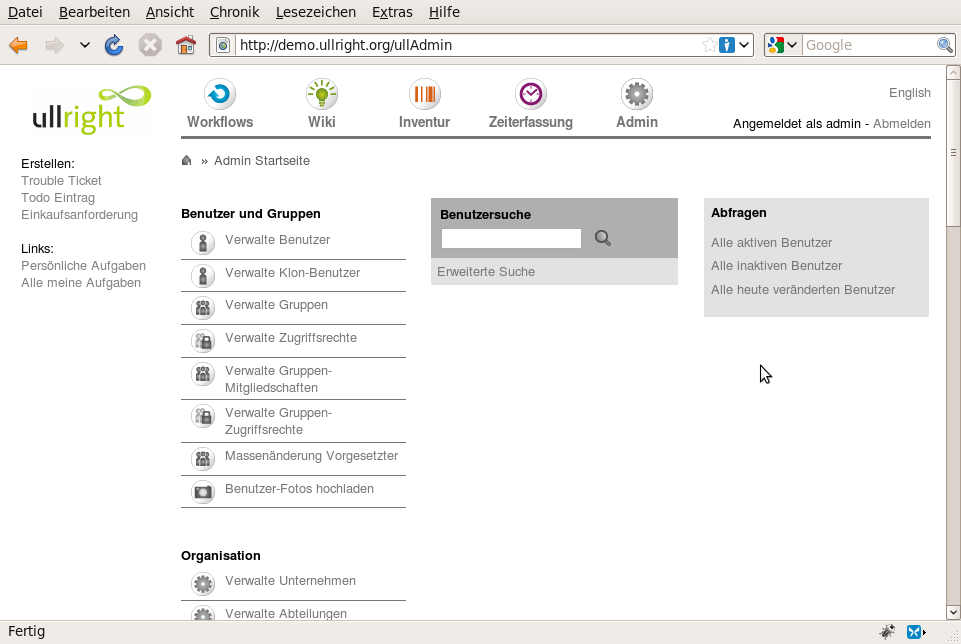 Datei Bearbeiten Ansicht Chronik Lesezeichen Extras Hilfe
http://demo.ullright.org/ullAdmin
Google
ullright
Workflows Wiki Inventur Zeiterfassung Admin
English
Angemeldet als admin - Abmelden
Erstellen:
Trouble Ticket
Todo Eintrag
Einkaufsanforderung
Links:
Persönliche Aufgaben
Alle meine Aufgaben
» Admin Startseite
Benutzer und Gruppen
Verwalte Benutzer
Verwalte Klon-Benutzer
Verwalte Gruppen
Verwalte Zugriffsrechte
Verwalte Gruppen-
Mitgliedschaften
Verwalte Gruppen-
Zugriffsrechte
Massenänderung Vorgesetzter
Benutzer-Fotos hochladen
Organisation
Verwalte Unternehmen
Verwalte Abteilungen
Benutzersuche
Erweiterte Suche
Abfragen
Alle aktiven Benutzer
Alle inaktiven Benutzer
Alle heute veränderten Benutzer
Fertig